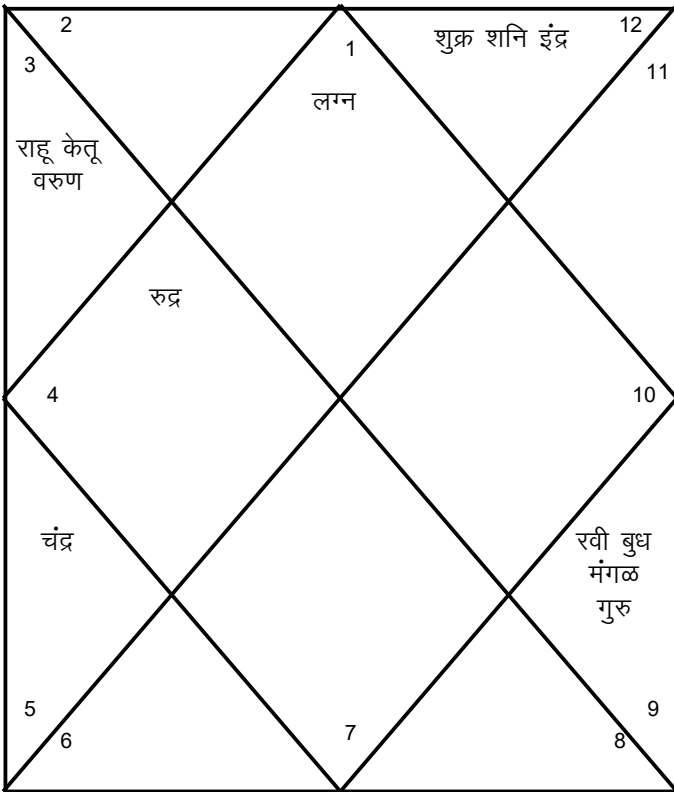 2
1
शुक्र शनि इंद्र
12
3
11
लग्न
राहू केतू
वरुण
रुद्र
4
10
चंद्र
रवी बुध
मंगळ
गुरु
5
9
6
7
8